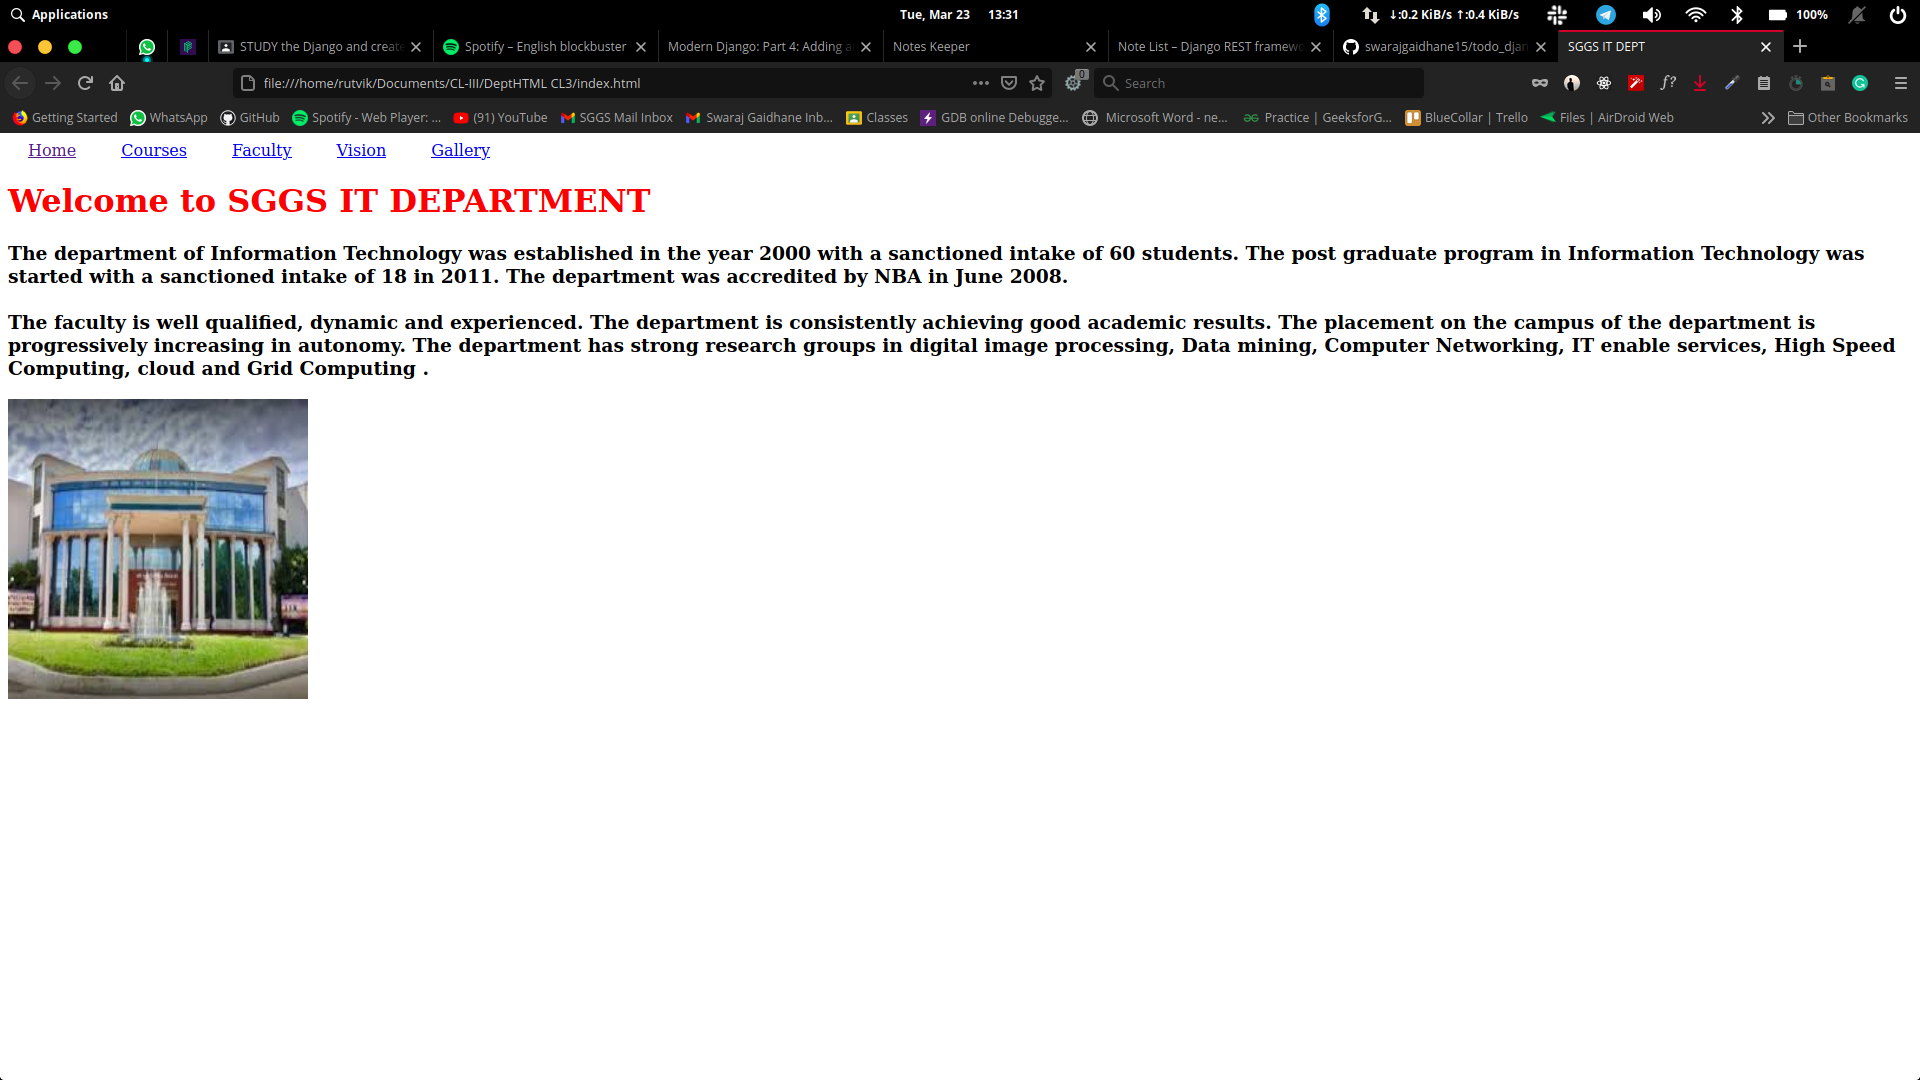 Applications
Tue, Mar 23 13:31
↓:0.2 KiB/s ↑:0.4 KiB/s
100%
STUDY the Django and create
Spotify – English blockbuster
Modern Django: Part 4: Adding a
Notes Keeper
Note List – Django REST framewo
swarajgaidhane15/todo_djan
SGGS IT DEPT
file:///home/rutvik/Documents/CL-III/DeptHTML CL3/index.html
0
Search
f?
Getting Started
WhatsApp
GitHub
Spotify - Web Player: ...
(91) YouTube
SGGS Mail Inbox
Swaraj Gaidhane Inb...
Classes
GDB online Debugge...
Microsoft Word - ne...
Practice | GeeksforG...
BlueCollar | Trello
Files | AirDroid Web
Other Bookmarks
Home Courses Faculty Vision Gallery
Welcome to SGGS IT DEPARTMENT
The department of Information Technology was established in the year 2000 with a sanctioned intake of 60 students. The post graduate program in Information Technology was
started with a sanctioned intake of 18 in 2011. The department was accredited by NBA in June 2008.
The faculty is well qualified, dynamic and experienced. The department is consistently achieving good academic results. The placement on the campus of the department is
progressively increasing in autonomy. The department has strong research groups in digital image processing, Data mining, Computer Networking, IT enable services, High Speed
Computing, cloud and Grid Computing .